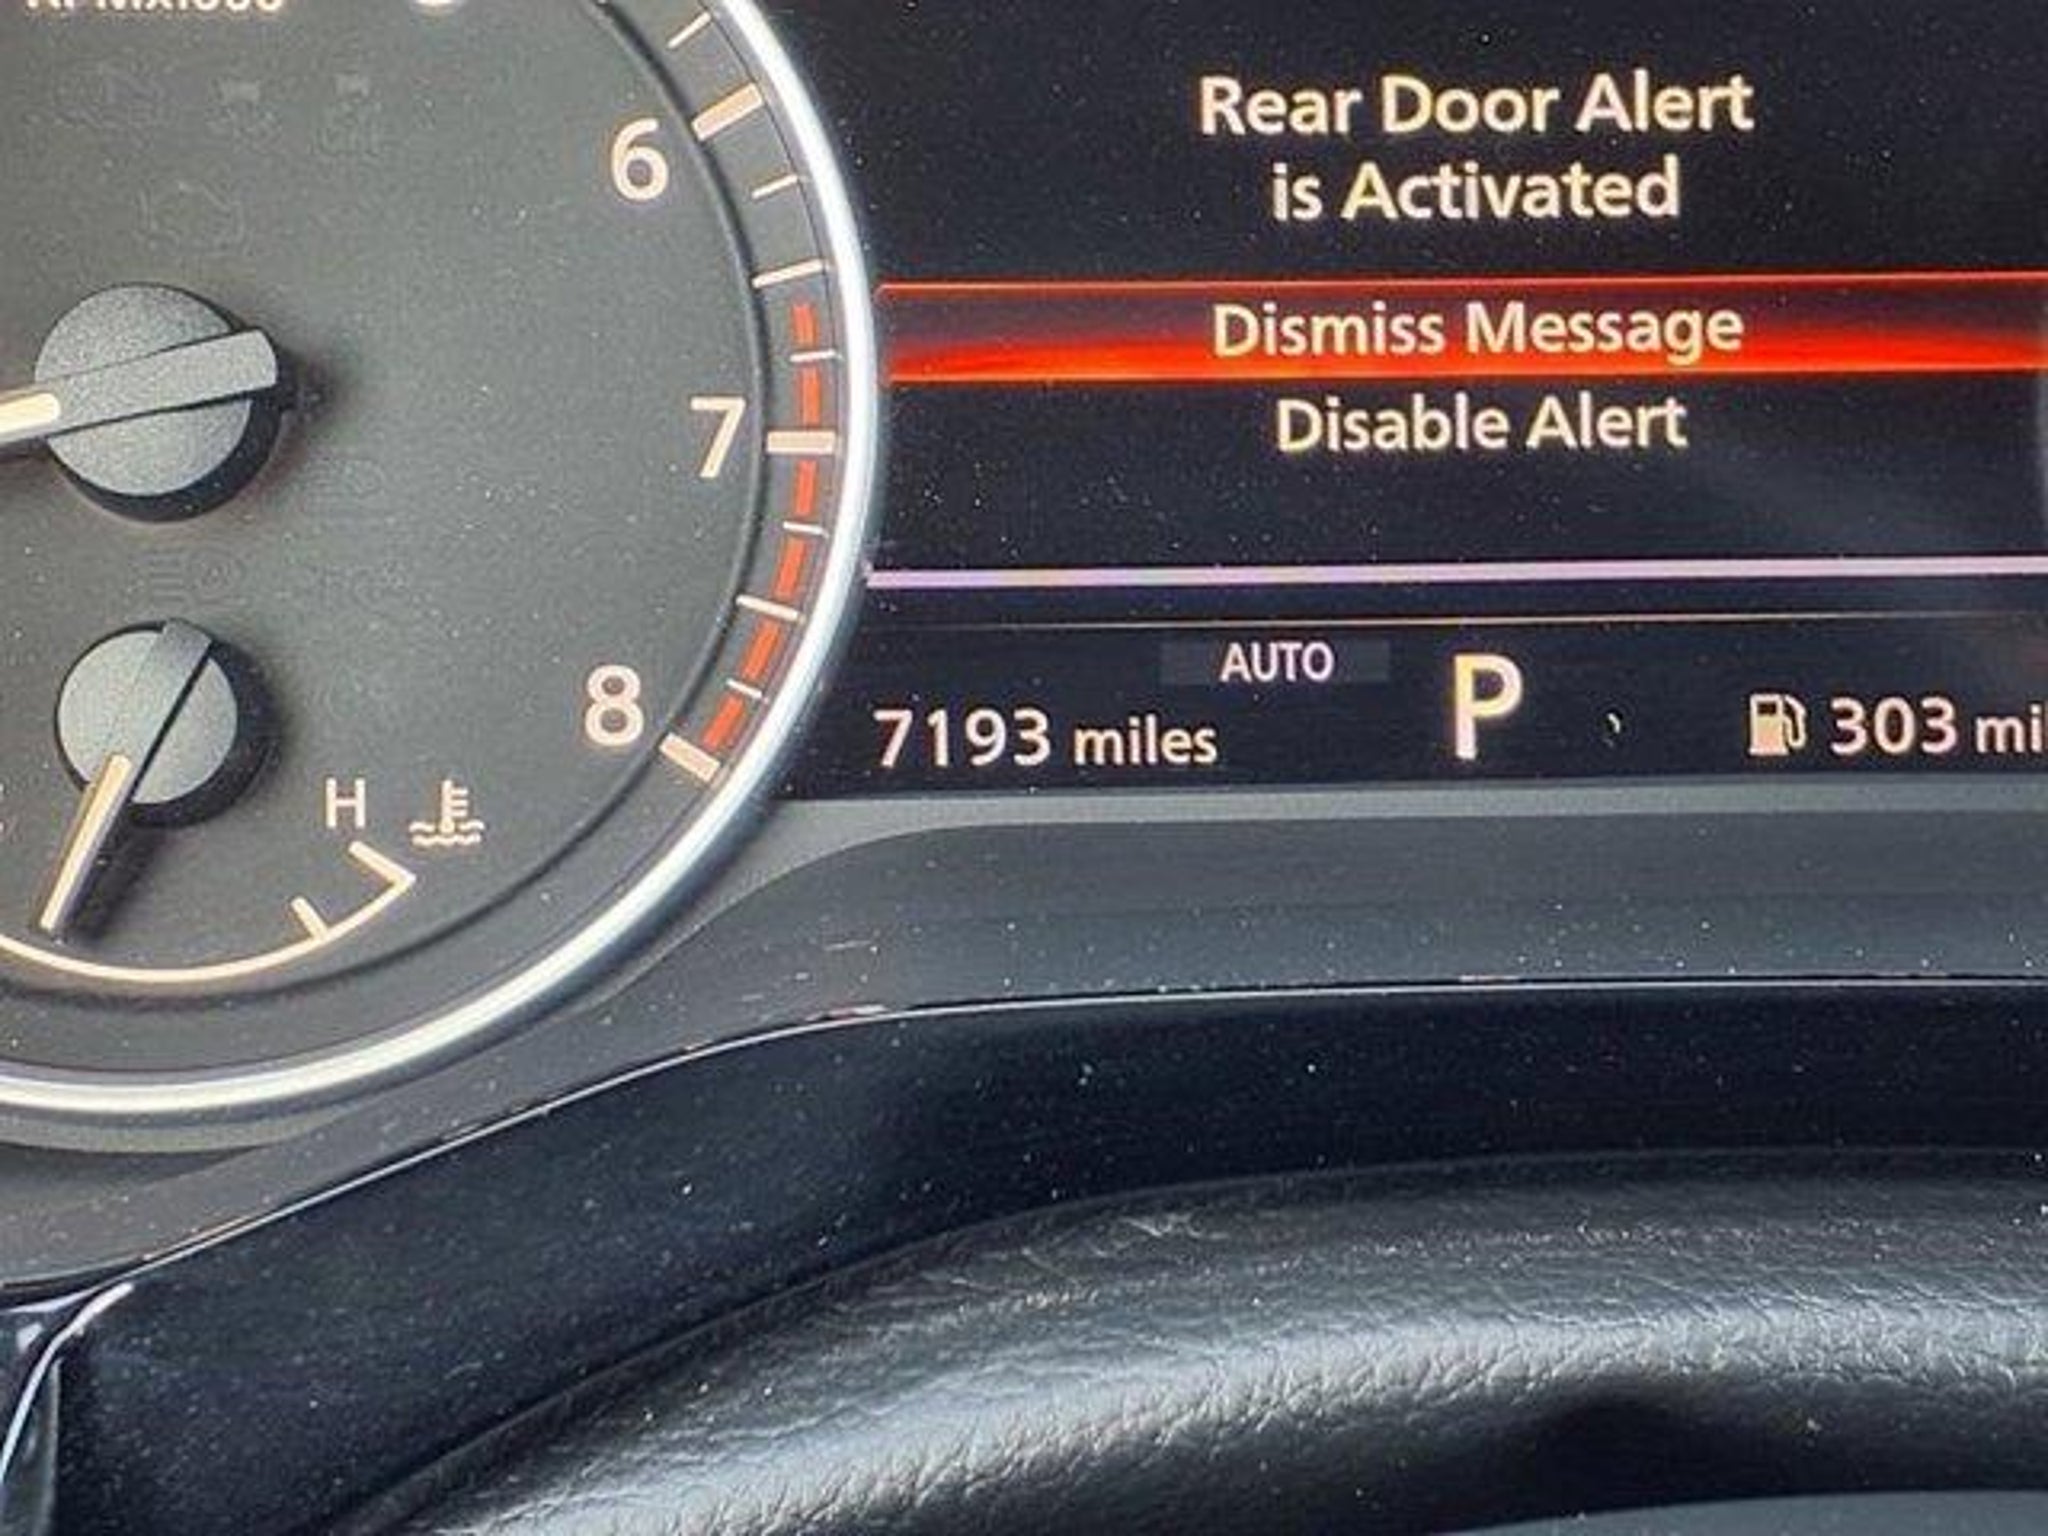 6
7
8
H
Rear Door Alert
is Activated
Dismiss Message
Disable Alert
AUTO
7193 miles P 303